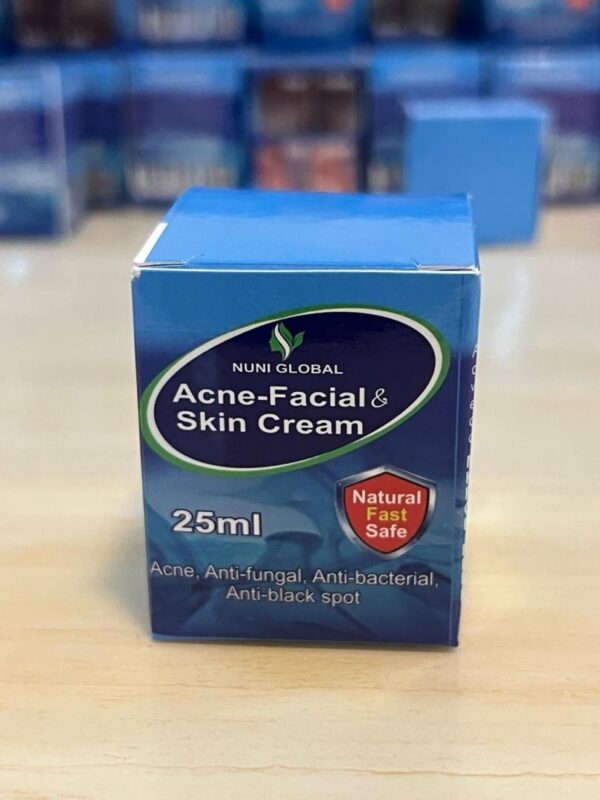 NUNI GLOBAL
Acne-Facial &
Skin Cream
25ml
Natural
Fast
Safe
Acne, Anti-fungal, Anti-bacterial,
Anti-black spot